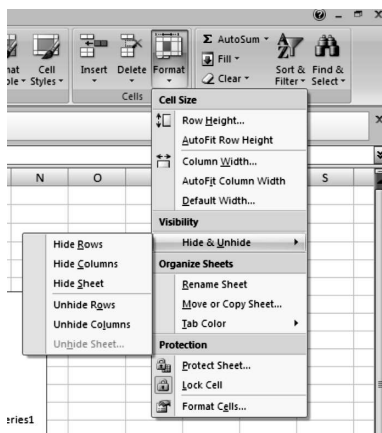 Σ AutoSum
Fill
Clear
nat
ble
Cell
Styles
Insert
Delete
Format
Sort &
Filter
Find &
Select
Cells
Cell Size
Row Height...
AutoFit Row Height
Column Width...
AutoFit Column Width
Default Width...
Visibility
Hide & Unhide
Organize Sheets
Rename Sheet
Move or Copy Sheet...
Tab Color
Protection
Protect Sheet...
Lock Cell
Format Cells...
Hide Rows
Hide Columns
Hide Sheet
Unhide Rows
Unhide Columns
Unhide Sheet...
N
O
S
eries1